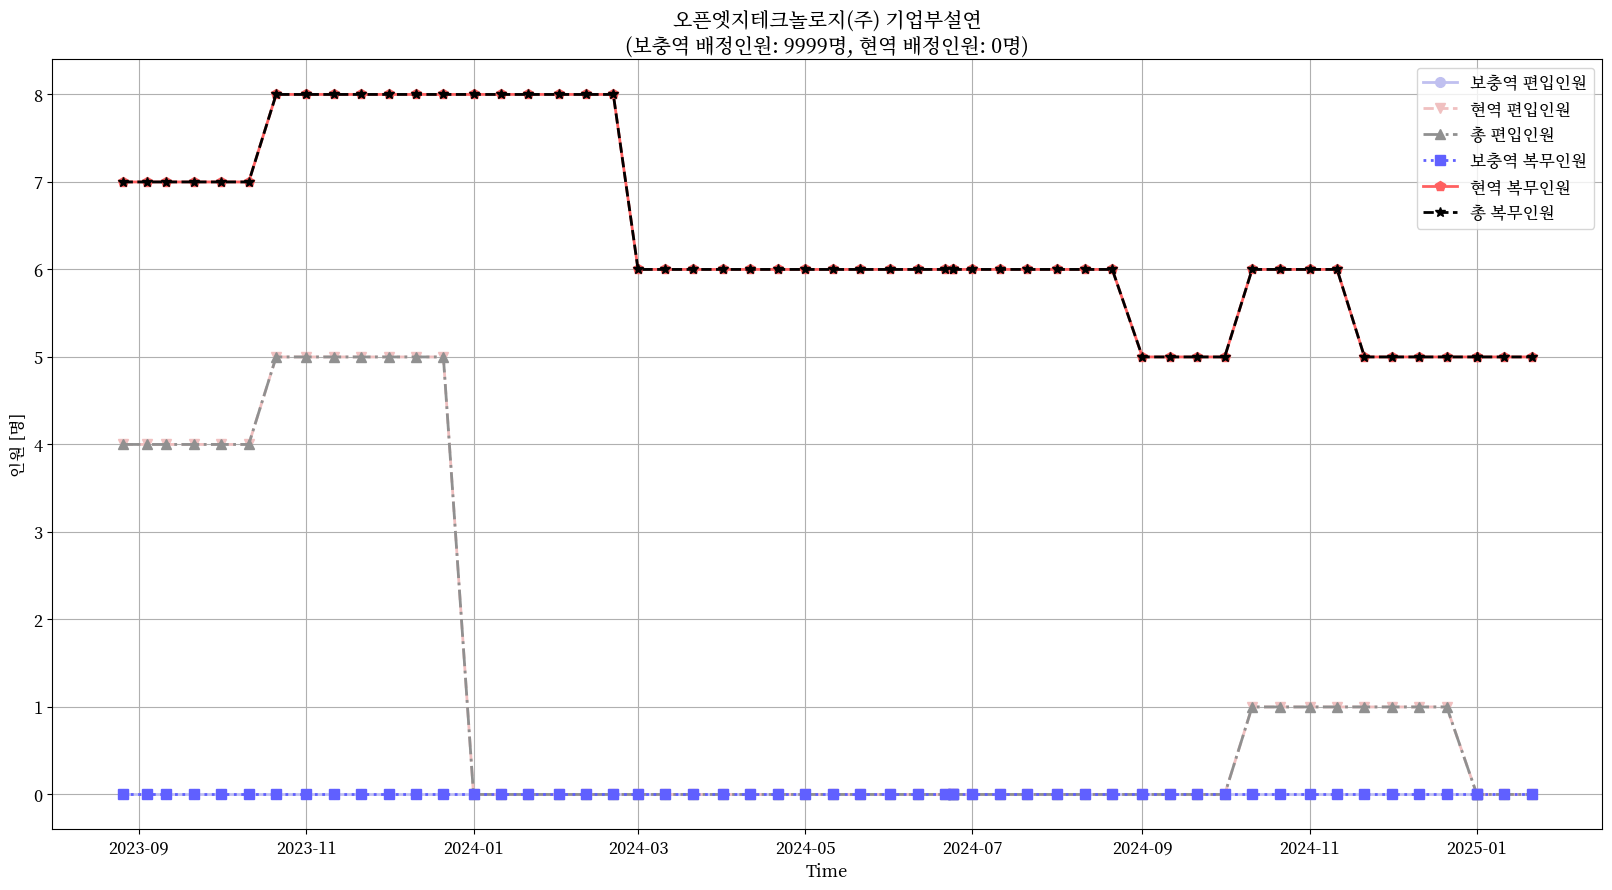 오픈엣지테크놀로지(주) 기업부설연
(보충역 배정인원: 9999명, 현역 배정인원: 0명)
보충역 편입인원
현역 편입인원
총 편입인원
보충역 복무인원
현역 복무인원
총 복무인원
인원 [명]
8
7
6
5
4
3
2
1
0
2023-09
2023-11
2024-01
2024-03
2024-05
2024-07
2024-09
2024-11
2025-01
Time